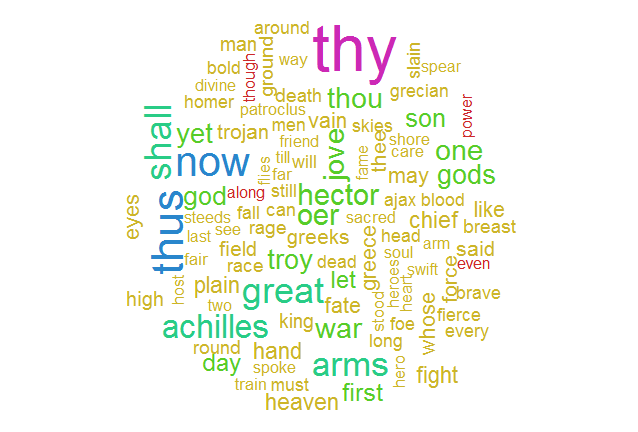 around
thy
man
way
bold
though
ground
slain
spear
divine
death
thou
grecian
homer
patroclus
shall
yet
trojan
men
vain
skies
son
power
friend
jove
thee
shore
care
one
now
till
will
fame
may
gods
flies
far
god
along
still
hector
ajax
blood
eyes
thus
steeds
fall
can
oer
sacred
chief
like
last
see
rage
greeks
greece
head
arm
breast
fair
field
troy
dead
soul
said
race
let
heroes
heart
swift
force
even
high
host
plain
great
fate
stood
whose
brave
two
achilles
king
war
foe
fierce
every
round
hand
long
day
spoke
arms
hero
fight
train
must
first
heaven